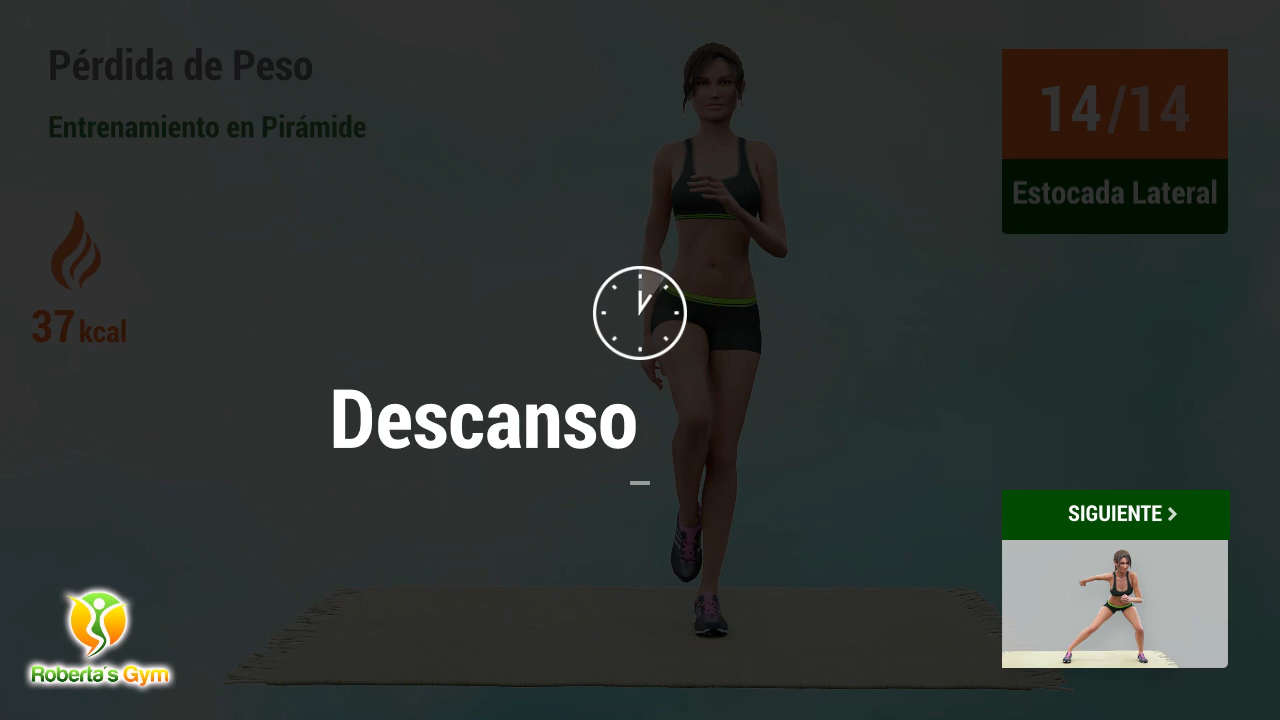 Pérdida de Peso
Entrenamiento en Pirámide
37 kcal
14/14
Estocada Lateral
Descanso
SIGUIENTE >
Roberta´s Gym